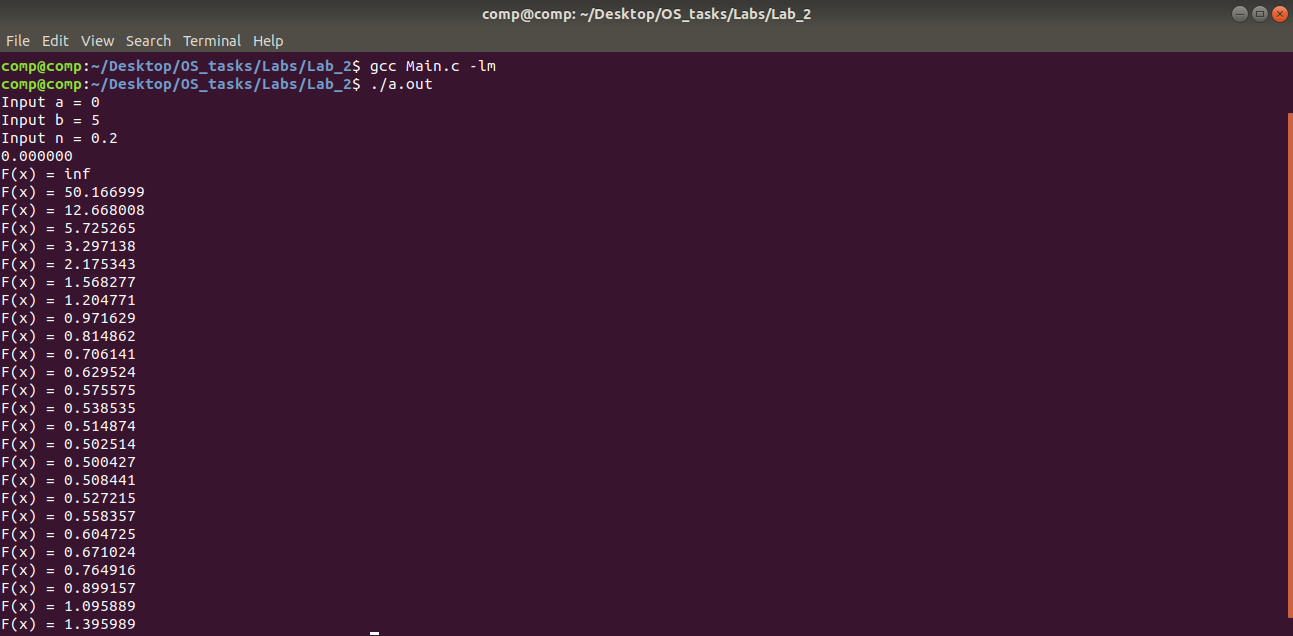 comp@comp: ~/Desktop/OS_tasks/Labs/Lab_2
File Edit View Search Terminal Help
comp@comp:~/Desktop/OS_tasks/Labs/Lab_2$ gcc Main.c -lm
comp@comp:~/Desktop/OS_tasks/Labs/Lab_2$ ./a.out
Input a = 0
Input b = 5
Input n = 0.2
0.000000
F(x) = inf
F(x) = 50.166999
F(x) = 12.668008
F(x) = 5.725265
F(x) = 3.297138
F(x) = 2.175343
F(x) = 1.568277
F(x) = 1.204771
F(x) = 0.971629
F(x) = 0.814862
F(x) = 0.706141
F(x) = 0.629524
F(x) = 0.575575
F(x) = 0.538535
F(x) = 0.514874
F(x) = 0.502514
F(x) = 0.500427
F(x) = 0.508441
F(x) = 0.527215
F(x) = 0.558357
F(x) = 0.604725
F(x) = 0.671024
F(x) = 0.764916
F(x) = 0.899157
F(x) = 1.095889
F(x) = 1.395989